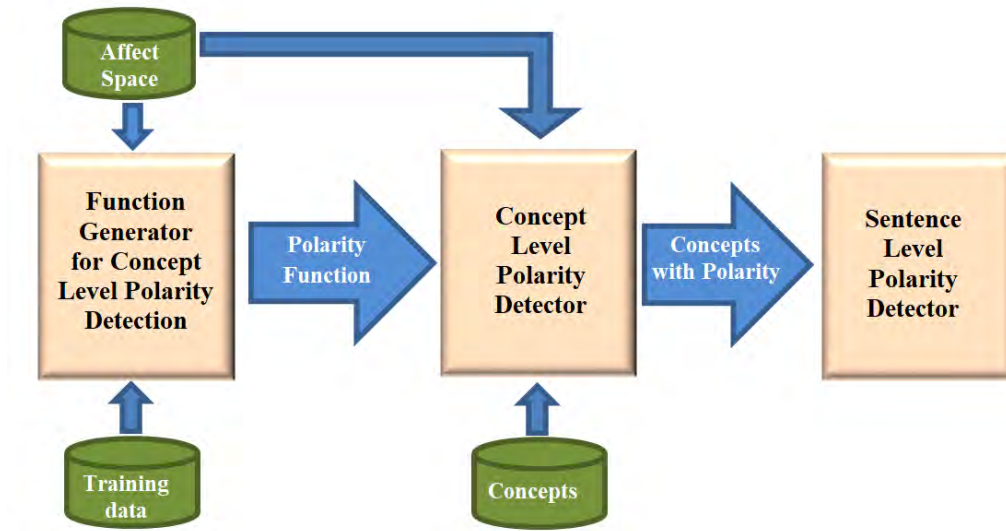 Affect
Space
Function
Generator
for Concept
Level Polarity
Detection
Polarity
Function
Concept
Level
Polarity
Detector
Concepts
with Polarity
Sentence
Level
Polarity
Detector
Training
data
Concepts